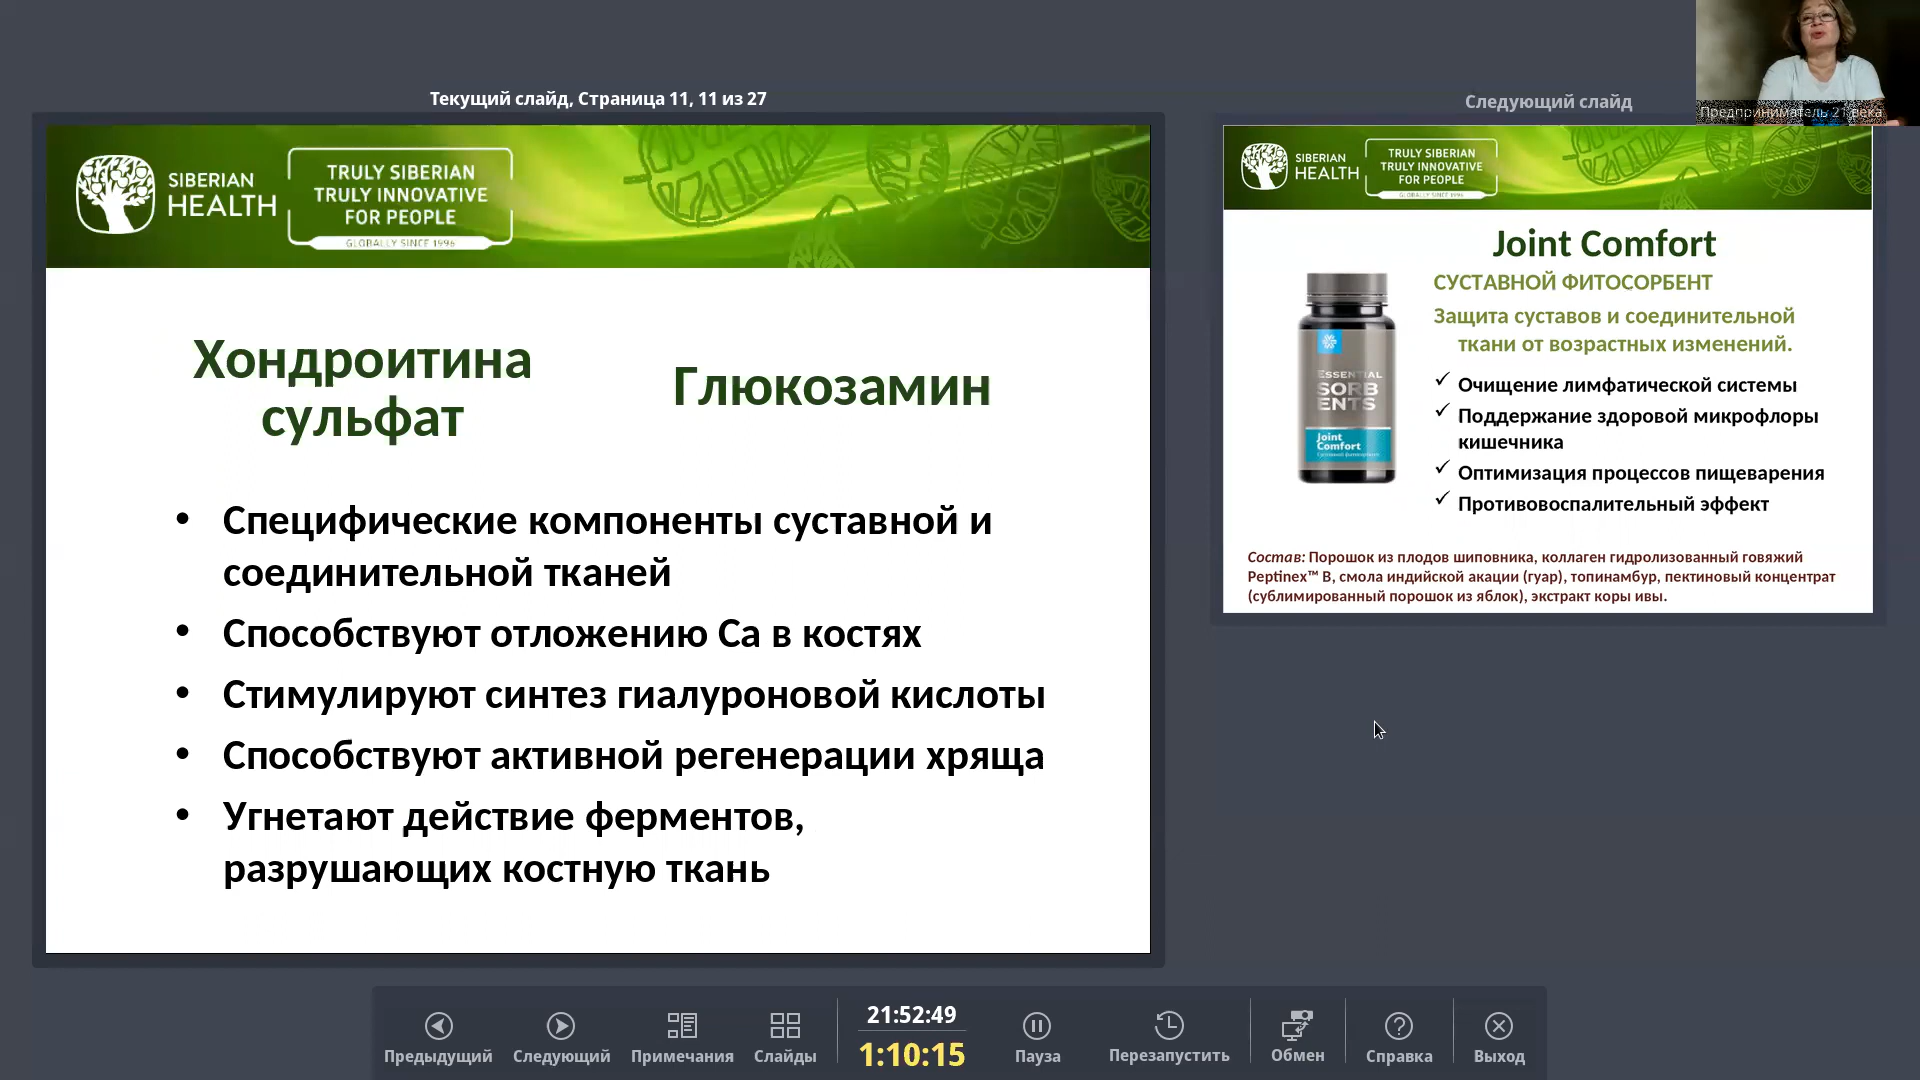 Текущий слайд, Страница 11, 11 из 27
SIBERIAN
HEALTH
TRULY SIBERIAN
TRULY INNOVATIVE
FOR PEOPLE
GLOBALLY SINCE 1996
Хондроитина
сульфат
Глюкозамин
• Специфические компоненты суставной и
соединительной тканей
• Способствуют отложению Са в костях
• Стимулируют синтез гиалуроновой кислоты
• Способствуют активной регенерации хряща
• Угнетают действие ферментов,
разрушающих костную ткань
Следующий слайд
Предприниматель 21 века
SIBERIAN
HEALTH
TRULY SIBERIAN
TRULY INNOVATIVE
FOR PEOPLE
GLOBALLY SINCE 1996
Joint Comfort
СУСТАВНОЙ ФИТОСОРБЕНТ
Защита суставов и соединительной
ткани от возрастных изменений.
✓ Очищение лимфатической системы
✓ Поддержание здоровой микрофлоры
кишечника
✓ Оптимизация процессов пищеварения
✓ Противовоспалительный эффект
ESSENTIAL
SORB
ENTS
Joint
Comfort
Суставной фитосорбент
Состав: Порошок из плодов шиповника, коллаген гидролизованный говяжий
Peptinex™ B, смола индийской акации (гуар), топинамбур, пектиновый концентрат
(сублимированный порошок из яблок), экстракт коры ивы.
Предыдущий
Следующий
Примечания
Слайды
21:52:49
1:10:15
Пауза
Перезапустить
Обмен
Справка
Выход